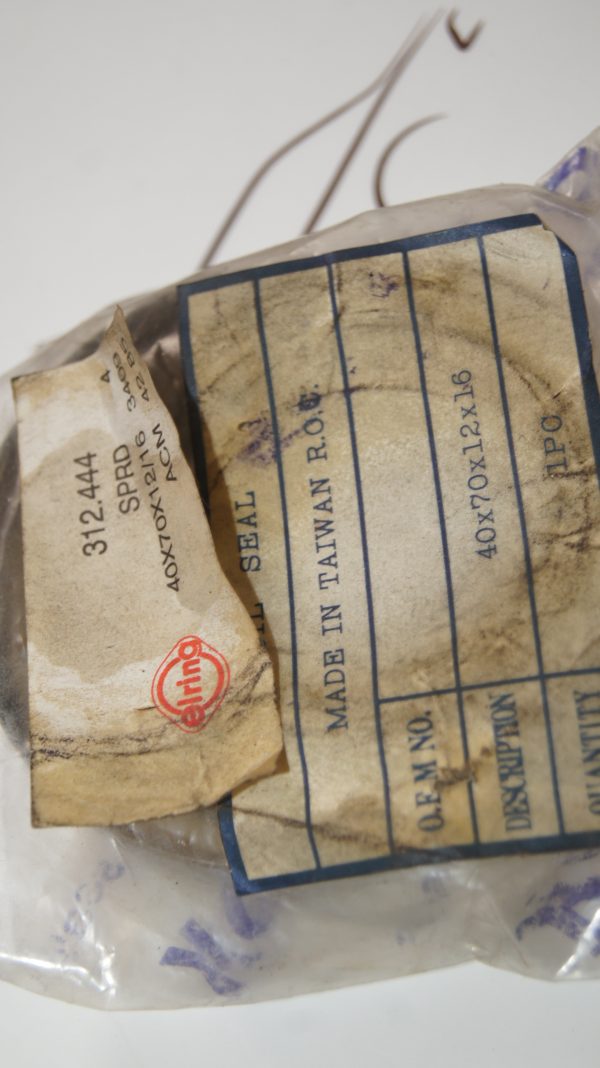 312.444
SPRD
40X70X12/16
ACM
elring
SEAL
MADE IN TAIWAN R.O.C.
O.E.M NO.
DESCRIPTION 40x70x12x16
QUANTITY 1PC